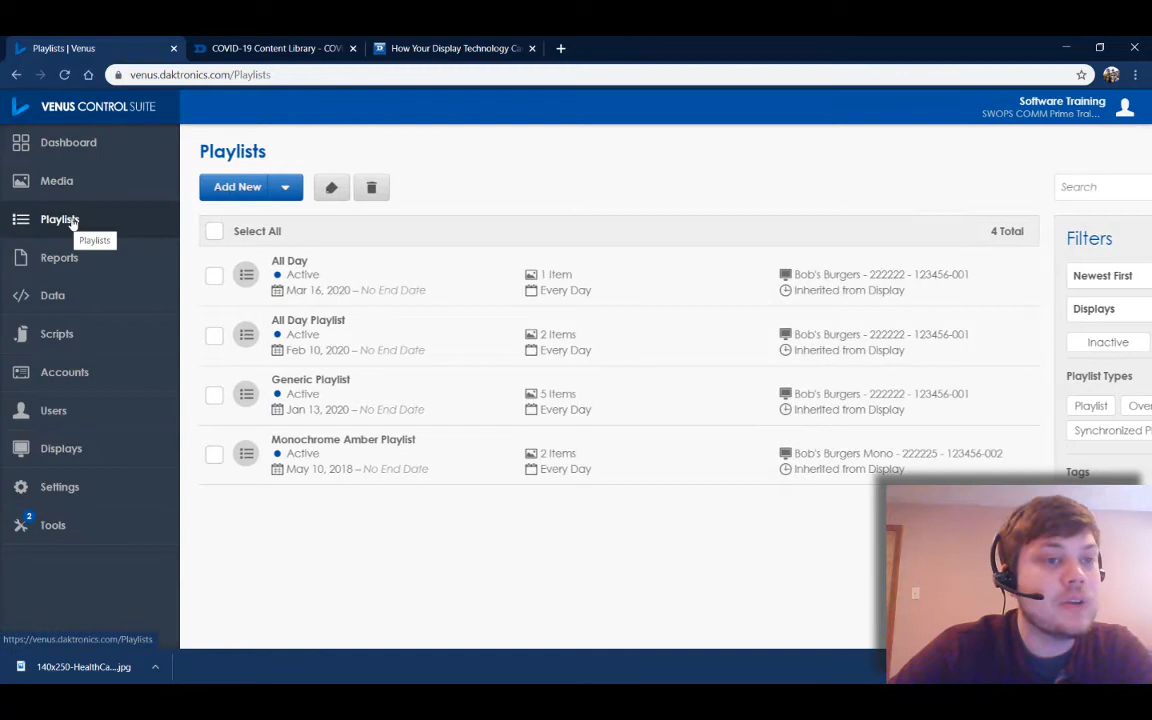 Playlists | Venus
COVID-19 Content Library - COV
How Your Display Technology Ca
venus.daktronics.com/Playlists
VENUS CONTROL SUITE
Software Training
SWOPS COMM Prime Trai...
Dashboard
Media
Playlists
Playlists
Reports
Data
Scripts
Accounts
Users
Displays
Settings
2
Tools
https://venus.daktronics.com/Playlists
Playlists
Add New
Search
Select All
4 Total
All Day
Active
Mar 16, 2020 – No End Date
1 Item
Every Day
Bob's Burgers - 222222 - 123456-001
Inherited from Display
All Day Playlist
Active
Feb 10, 2020 – No End Date
2 Items
Every Day
Bob's Burgers - 222222 - 123456-001
Inherited from Display
Generic Playlist
Active
Jan 13, 2020 – No End Date
5 Items
Every Day
Bob's Burgers - 222222 - 123456-001
Inherited from Display
Monochrome Amber Playlist
Active
May 10, 2018 – No End Date
2 Items
Every Day
Bob's Burgers Mono - 222225 - 123456-002
Inherited from Display
Filters
Newest First
Displays
Inactive
Playlist Types
Playlist
Over
Synchronized P
Tags
140x250-HealthCa....jpg